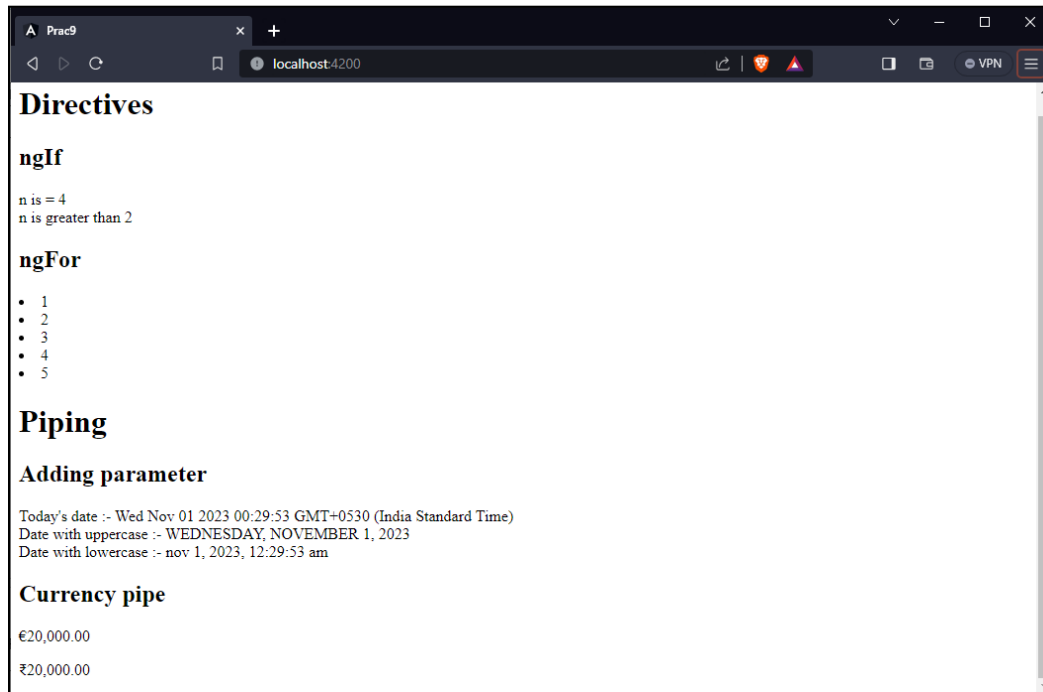 Prac9
localhost:4200
VPN
Directives
ngIf
n is = 4
n is greater than 2
ngFor
• 1
• 2
• 3
• 4
• 5
Piping
Adding parameter
Today's date :- Wed Nov 01 2023 00:29:53 GMT+0530 (India Standard Time)
Date with uppercase :- WEDNESDAY, NOVEMBER 1, 2023
Date with lowercase :- nov 1, 2023, 12:29:53 am
Currency pipe
€20,000.00
₹20,000.00